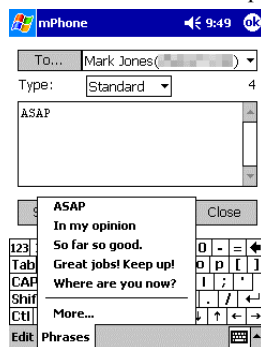 mPhone 9:49 ok
To... Mark Jones( )
Type: Standard 4
ASAP
ASAP
In my opinion
So far so good.
Great jobs! Keep up!
Where are you now?
More...
Close
123 0 - =
Tab o p [ ]
CAP l ; '
Shif . /
Ctl
Edit Phrases